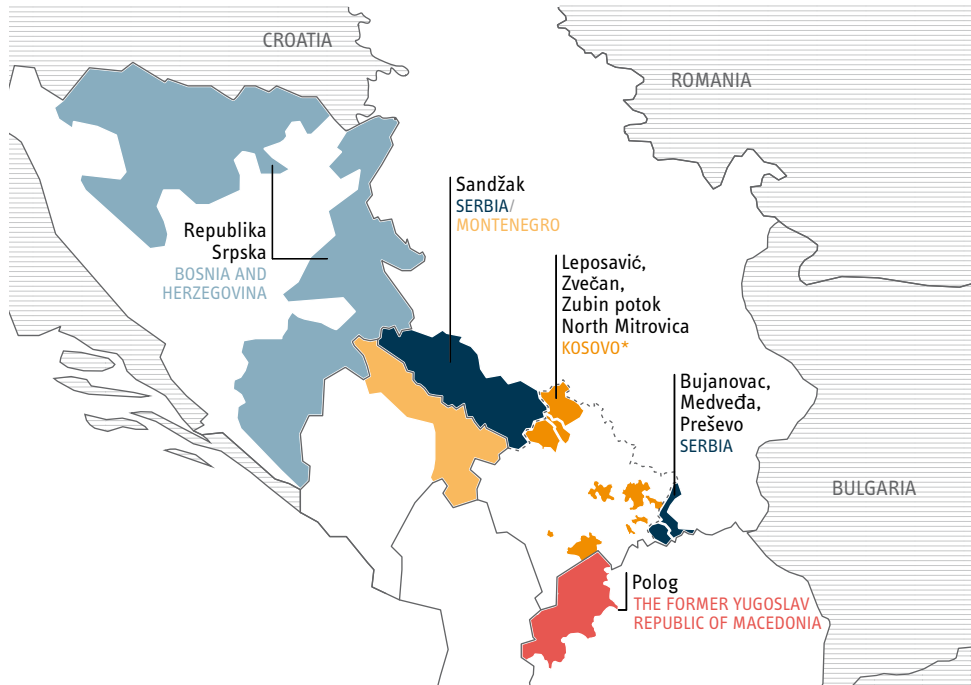 CROATIA
ROMANIA
Sandžak
SERBIA/
MONTENEGRO
Republika
Srpska
BOSNIA AND
HERZEGOVINA
Leposavić,
Zvečan,
Zubin potok
North Mitrovica
KOSOVO*
Bujanovac,
Medveđa,
Preševo
SERBIA
BULGARIA
Polog
THE FORMER YUGOSLAV
REPUBLIC OF MACEDONIA